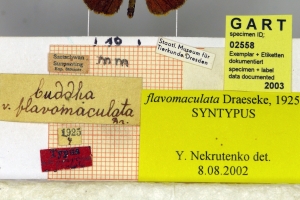 GART
specimen ID:
02558
Exemplar + Etiketten
dokumentiert
specimen + label
data documented
2003
Staatl. Museum für
Tierkunde/Dresden
buddha
v. flavomaculata
1925
flavomaculata Draeseke, 1925
SYNTYPUS
Y. Nekrutenko det.
8.08.2002